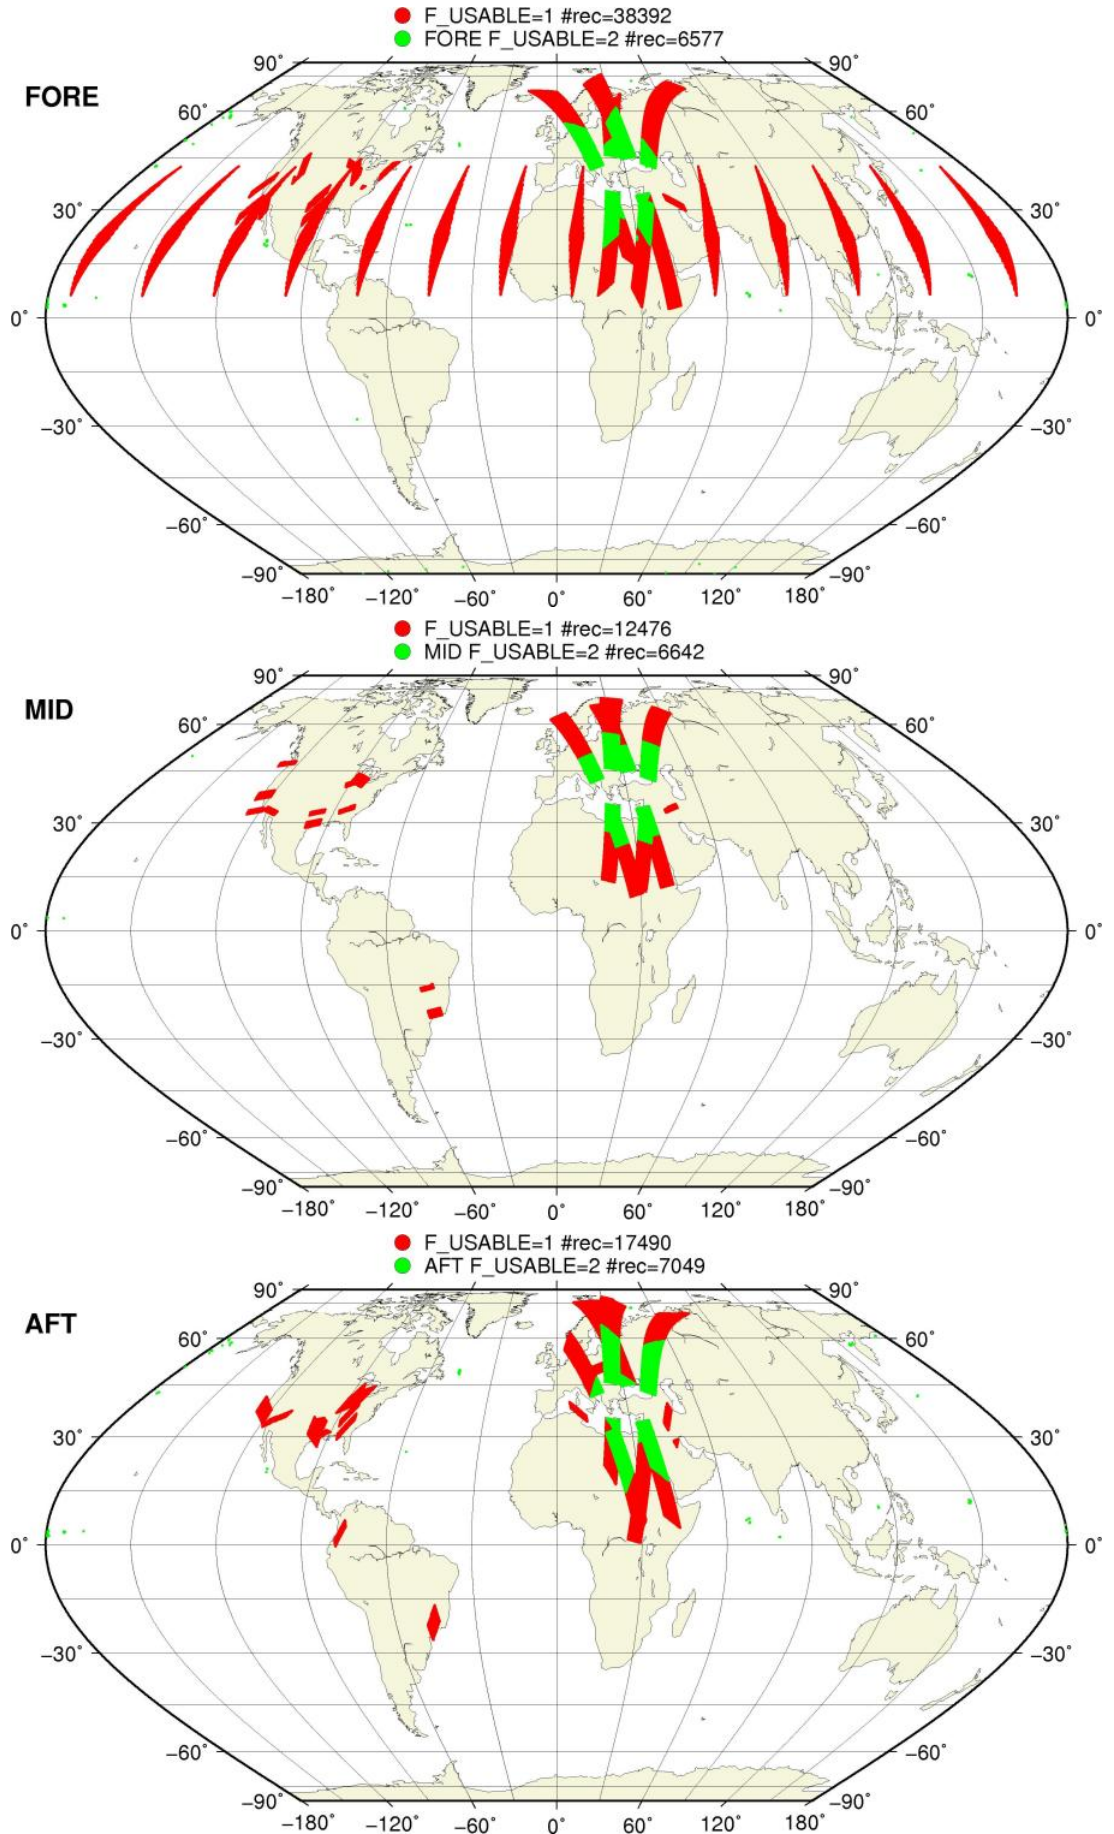 F_USABLE=1 #rec=38392
FORE F_USABLE=2 #rec=6577
90° 90°
FORE
60° 60°
30° 30°
0° 0°
−30° −30°
−60° −60°
−90° −90°
−180° −120° −60° 0° 60° 120° 180°
F_USABLE=1 #rec=12476
MID F_USABLE=2 #rec=6642
90° 90°
MID
60° 60°
30° 30°
0° 0°
−30° −30°
−60° −60°
−90° −90°
−180° −120° −60° 0° 60° 120° 180°
F_USABLE=1 #rec=17490
AFT F_USABLE=2 #rec=7049
90° 90°
AFT
60° 60°
30° 30°
0° 0°
−30° −30°
−60° −60°
−90° −90°
−180° −120° −60° 0° 60° 120° 180°